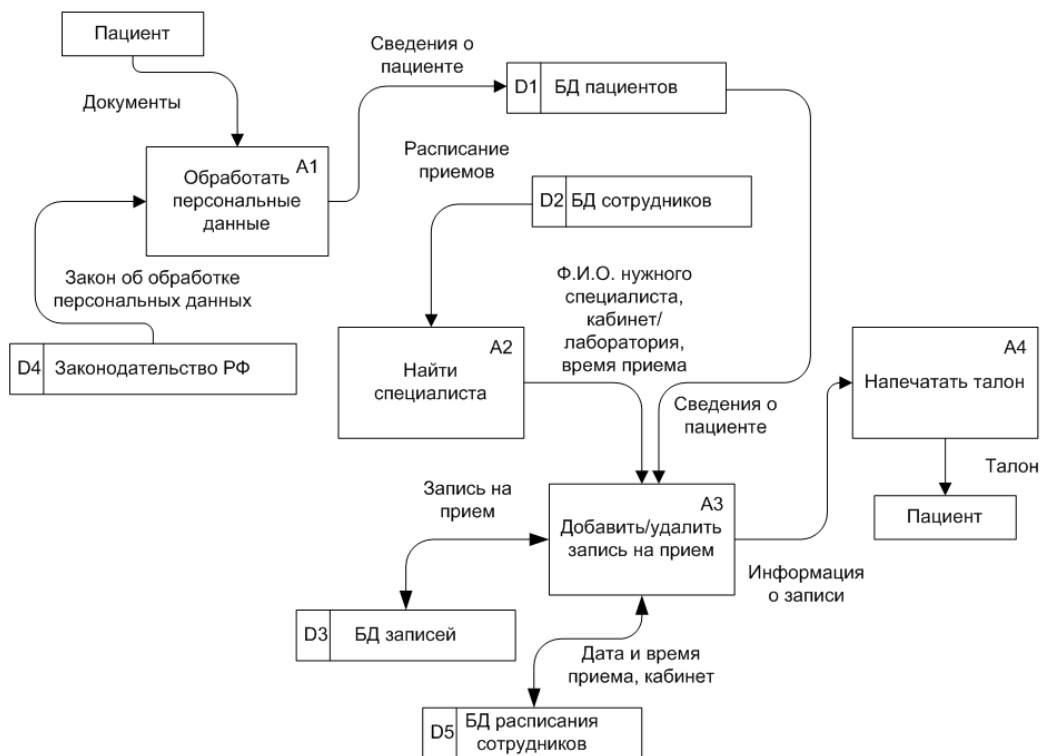 Пациент
Документы
Сведения о
пациенте
D1 БД пациентов
A1
Обработать
персональные
данные
Расписание
приемов
D2 БД сотрудников
Закон об обработке
персональных данных
D4 Законодательство РФ
Ф.И.О. нужного
специалиста,
кабинет/
лаборатория,
время приема
A2
Найти
специалиста
Сведения о
пациенте
A4
Напечатать талон
Талон
Пациент
Запись на
прием
A3
Добавить/удалить
запись на прием
Информация
о записи
D3 БД записей
Дата и время
приема, кабинет
D5 БД расписания
сотрудников